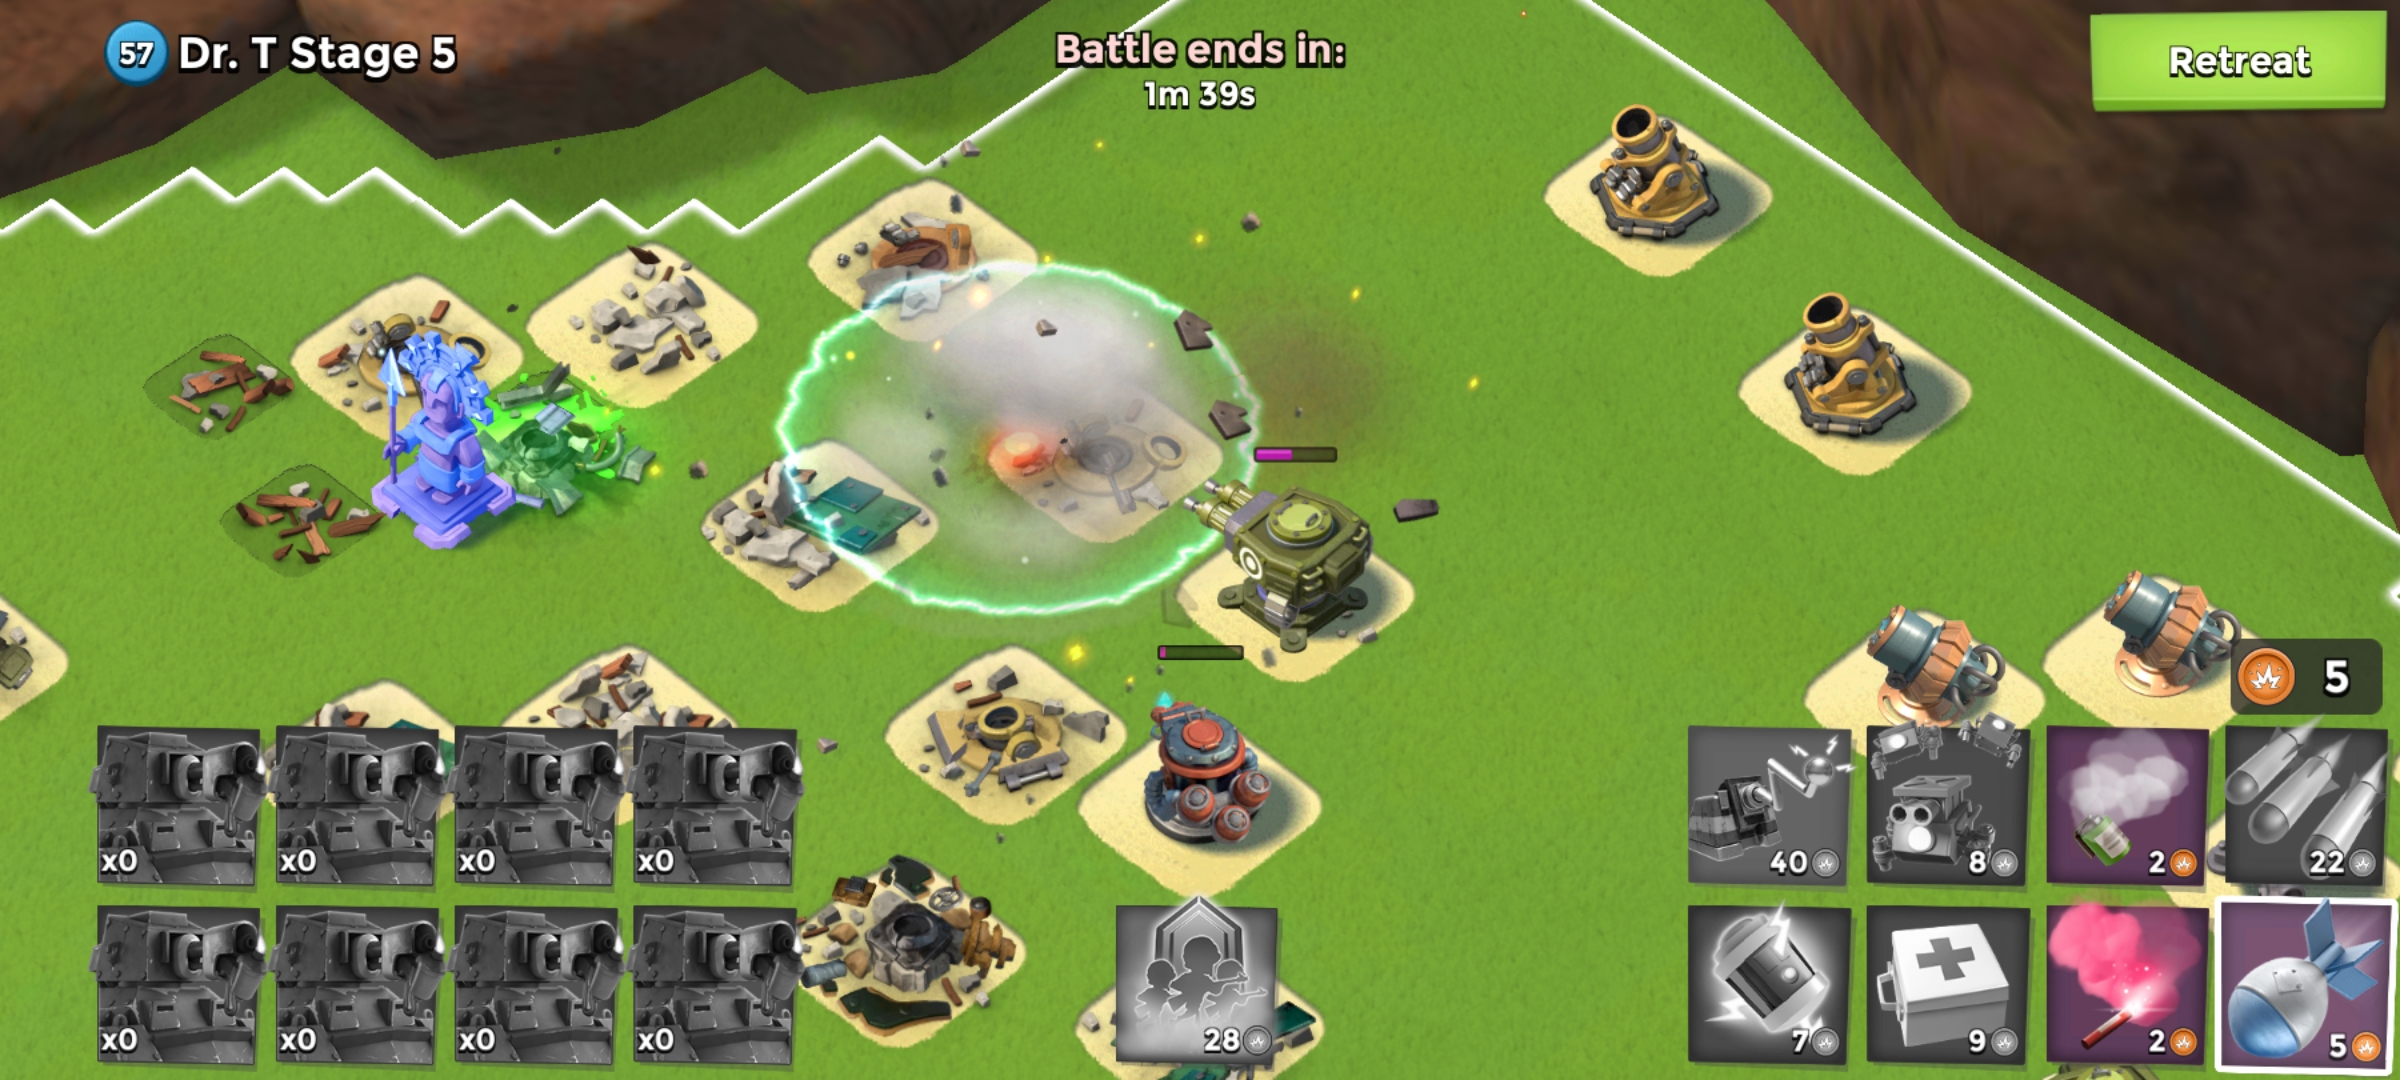 57 Dr. T Stage 5
Battle ends in:
1m 39s
Retreat
5
x0 x0 x0 x0
40 8 2 22
x0 x0 x0 x0
28
7 9 2 5